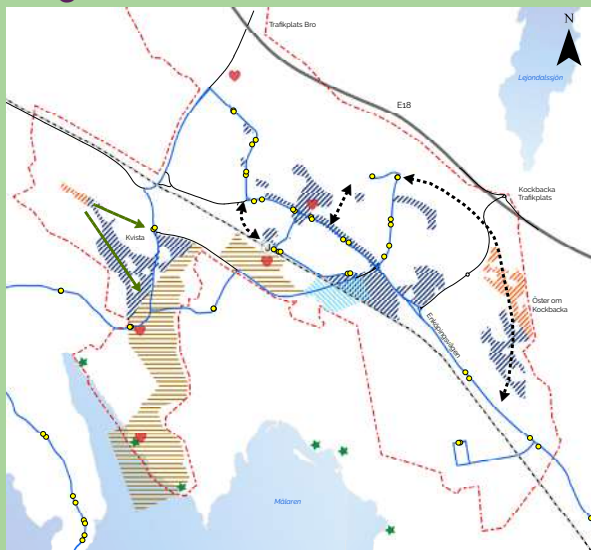 Trafikplats Bro
N
Lejondalssjön
E18
Kockbacka
Trafikplats
Kvista
Öster om
Kockbacka
Enköpingsvägen
Mälaren